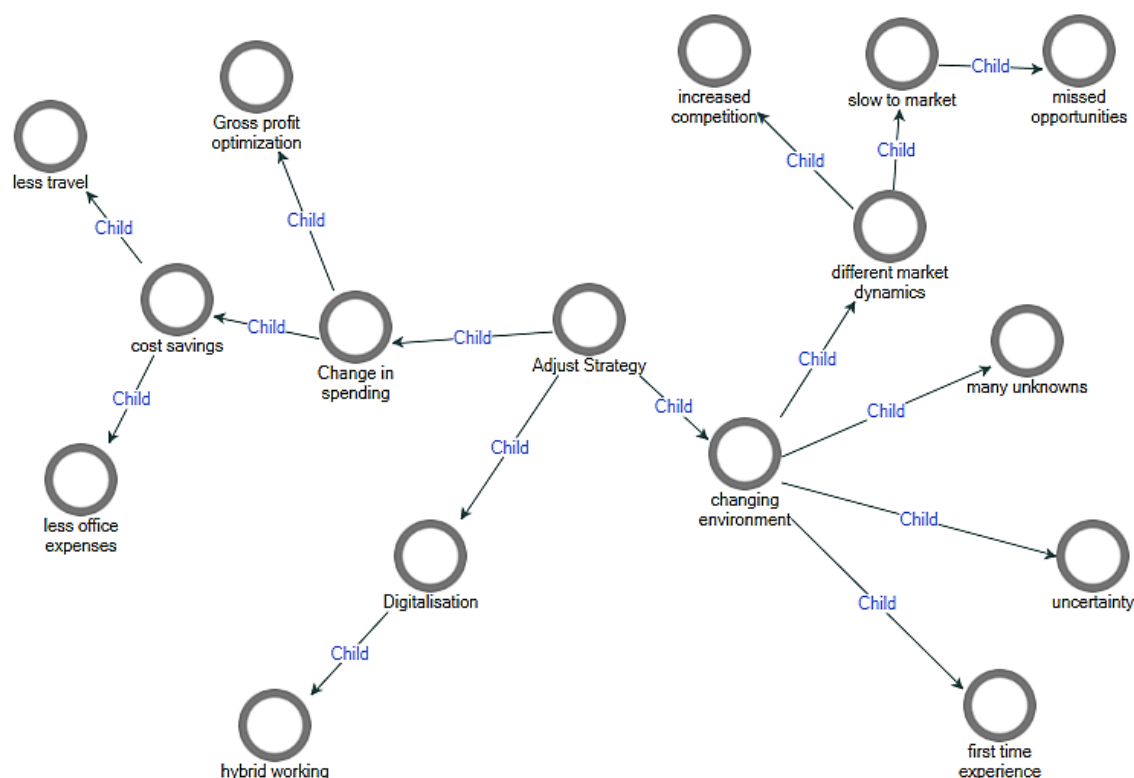 Child
increased
competition
slow to market
missed
opportunities
Gross profit
optimization
less travel
Child
Child
Child
Child
different market
dynamics
cost savings
Child
Change in
spending
Child
Adjust Strategy
Child
many unknowns
Child
Child
Child
Child
changing
environment
less office
expenses
Child
Child
uncertainty
Digitalisation
Child
Child
hybrid working
first time
experience